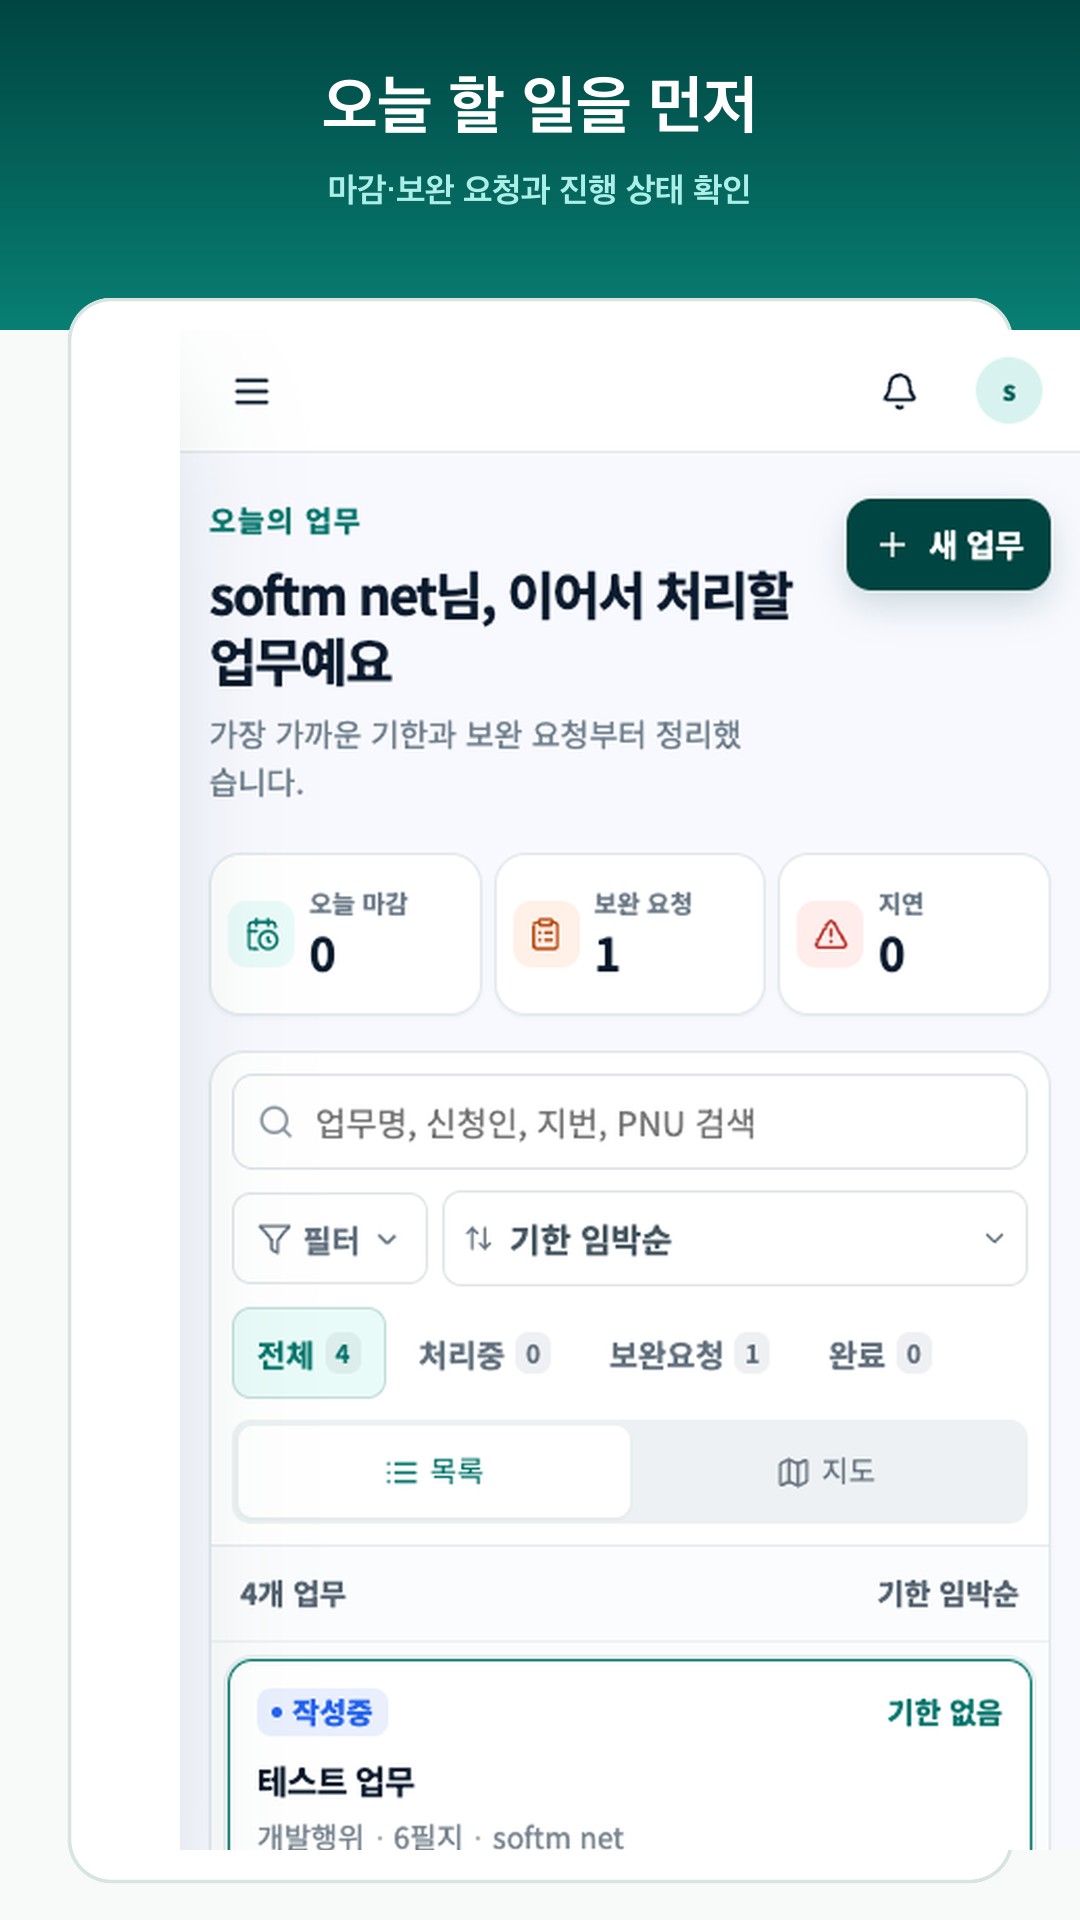 오늘 할 일을 먼저
마감·보완 요청과 진행 상태 확인
s
오늘의 업무
새 업무
softm net님, 이어서 처리할
업무예요
가장 가까운 기한과 보완 요청부터 정리했
습니다.
오늘 마감
0
보완 요청
1
지연
0
업무명, 신청인, 지번, PNU 검색
필터
기한 임박순
전체 4
처리중 0
보완요청 1
완료 0
목록
지도
4개 업무
기한 임박순
작성중
기한 없음
테스트 업무
개발행위 · 6필지 · softm net